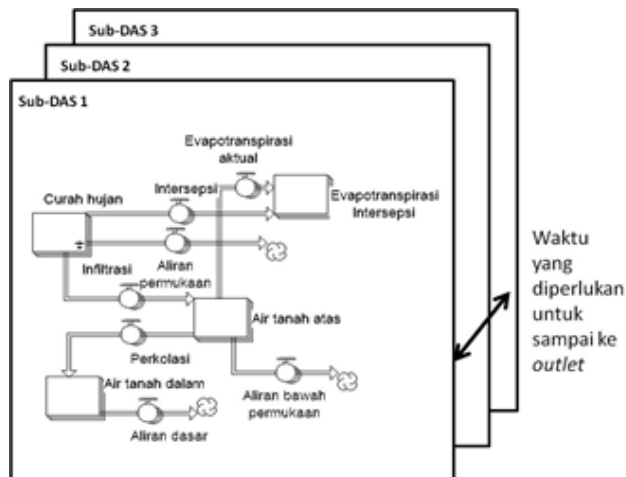 Sub-DAS 3
Sub-DAS 2
Sub-DAS 1
Evapotranspirasi
aktual
Curah hujan
Intersepsi
Evapotranspirasi
Intersepsi
Infiltrasi
Aliran
permukaan
Air tanah atas
Perkolasi
Air tanah dalam
Aliran bawah
permukaan
Aliran dasar
Waktu
yang
diperlukan
untuk
sampai ke
outlet